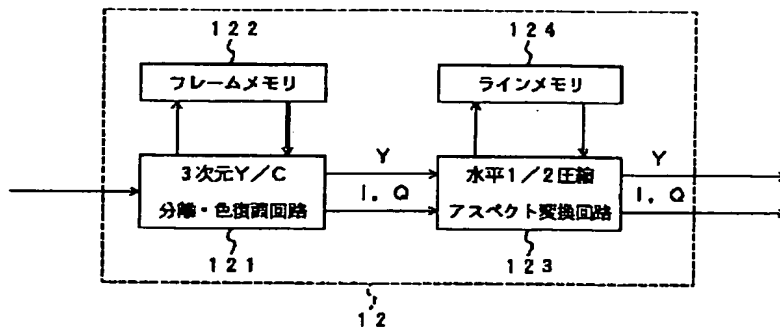 122
124
フレームメモリ
ラインメモリ
3次元Y/C
分離・色復調回路
Y
I, Q
水平1/2圧縮
アスペクト変換回路
Y
I, Q
121
123
12